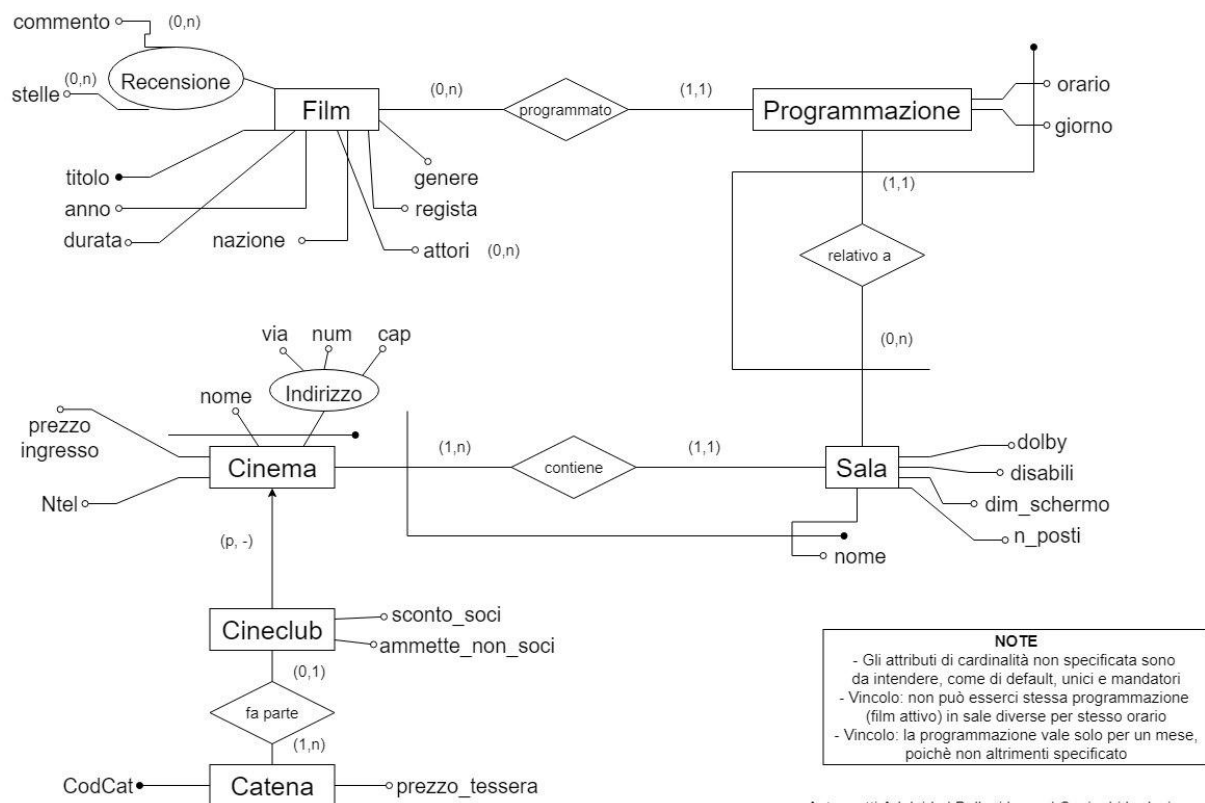 commento (0,n)
Recensione
stelle (0,n)
Film
(0,n)
programmato
(1,1)
Programmazione
orario
giorno
titolo
anno
durata
nazione
attori (0,n)
regista
genere
(1,1)
relativo a
(0,n)
via num cap
Indirizzo
nome
prezzo
ingresso
Cinema
Ntel
(1,n)
contiene
(1,1)
Sala
dolby
disabili
dim_schermo
n_posti
nome
(p, -)
Cineclub
sconto_soci
ammette_non_soci
(0,1)
fa parte
(1,n)
CodCat
Catena
prezzo_tessera
NOTE
- Gli attributi di cardinalità non specificata sono
da intendere, come di default, unici e mandatori
- Vincolo: non può esserci stessa programmazione
(film attivo) in sale diverse per stesso orario
- Vincolo: la programmazione vale solo per un mese,
poichè non altrimenti specificato